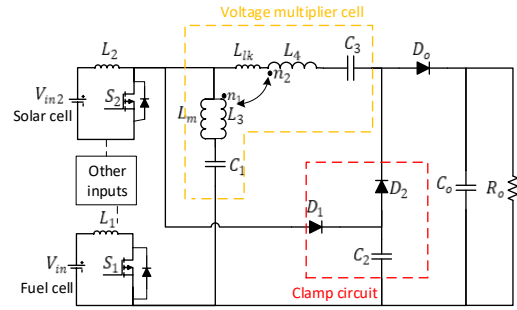 Voltage multiplier cell
L₂
Lₗₖ
L₄
C₃
Dₒ
n₂
Vᵢₙ₂
S₂
Solar cell
n₁
Lₘ
L₃
C₁
Other
inputs
D₂
Cₒ
Rₒ
D₁
L₁
Vᵢₙ
S₁
C₂
Fuel cell
Clamp circuit